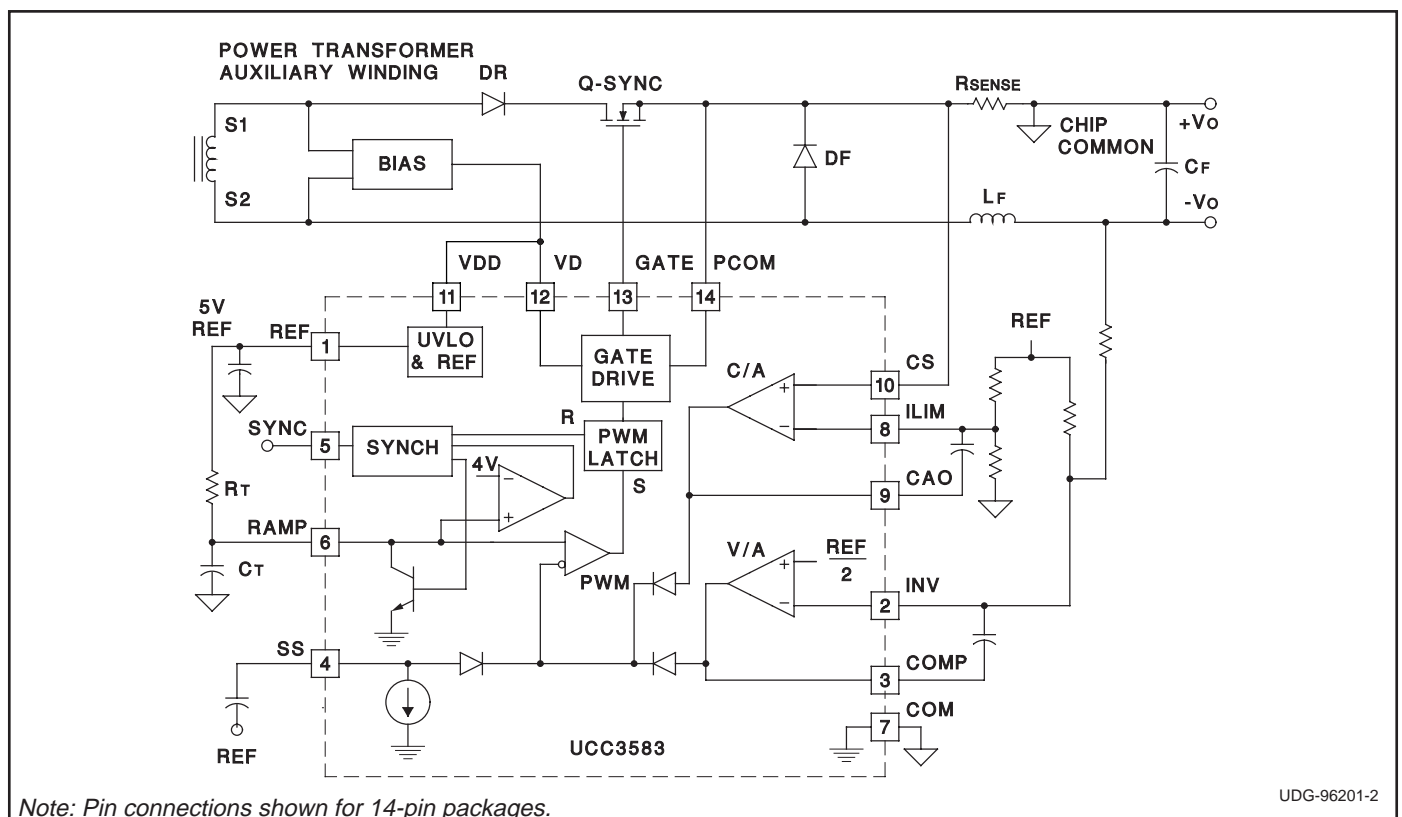 POWER TRANSFORMER
AUXILIARY WINDING
DR
Q-SYNC
RSENSE
S1
S2
BIAS
DF
CHIP
COMMON
+VO
CF
LF
-VO
VDD
VD
GATE
PCOM
11
12
13
14
5V
REF
REF
1
UVLO
& REF
GATE
DRIVE
C/A
+
-
10
CS
8
ILIM
REF
SYNC
5
SYNCH
R
PWM
LATCH
S
4V
-
+
9
CAO
RT
RAMP
6
CT
PWM
V/A
+
-
REF
2
2
INV
SS
4
3
COMP
7
COM
REF
UCC3583
Note: Pin connections shown for 14-pin packages.
UDG-96201-2